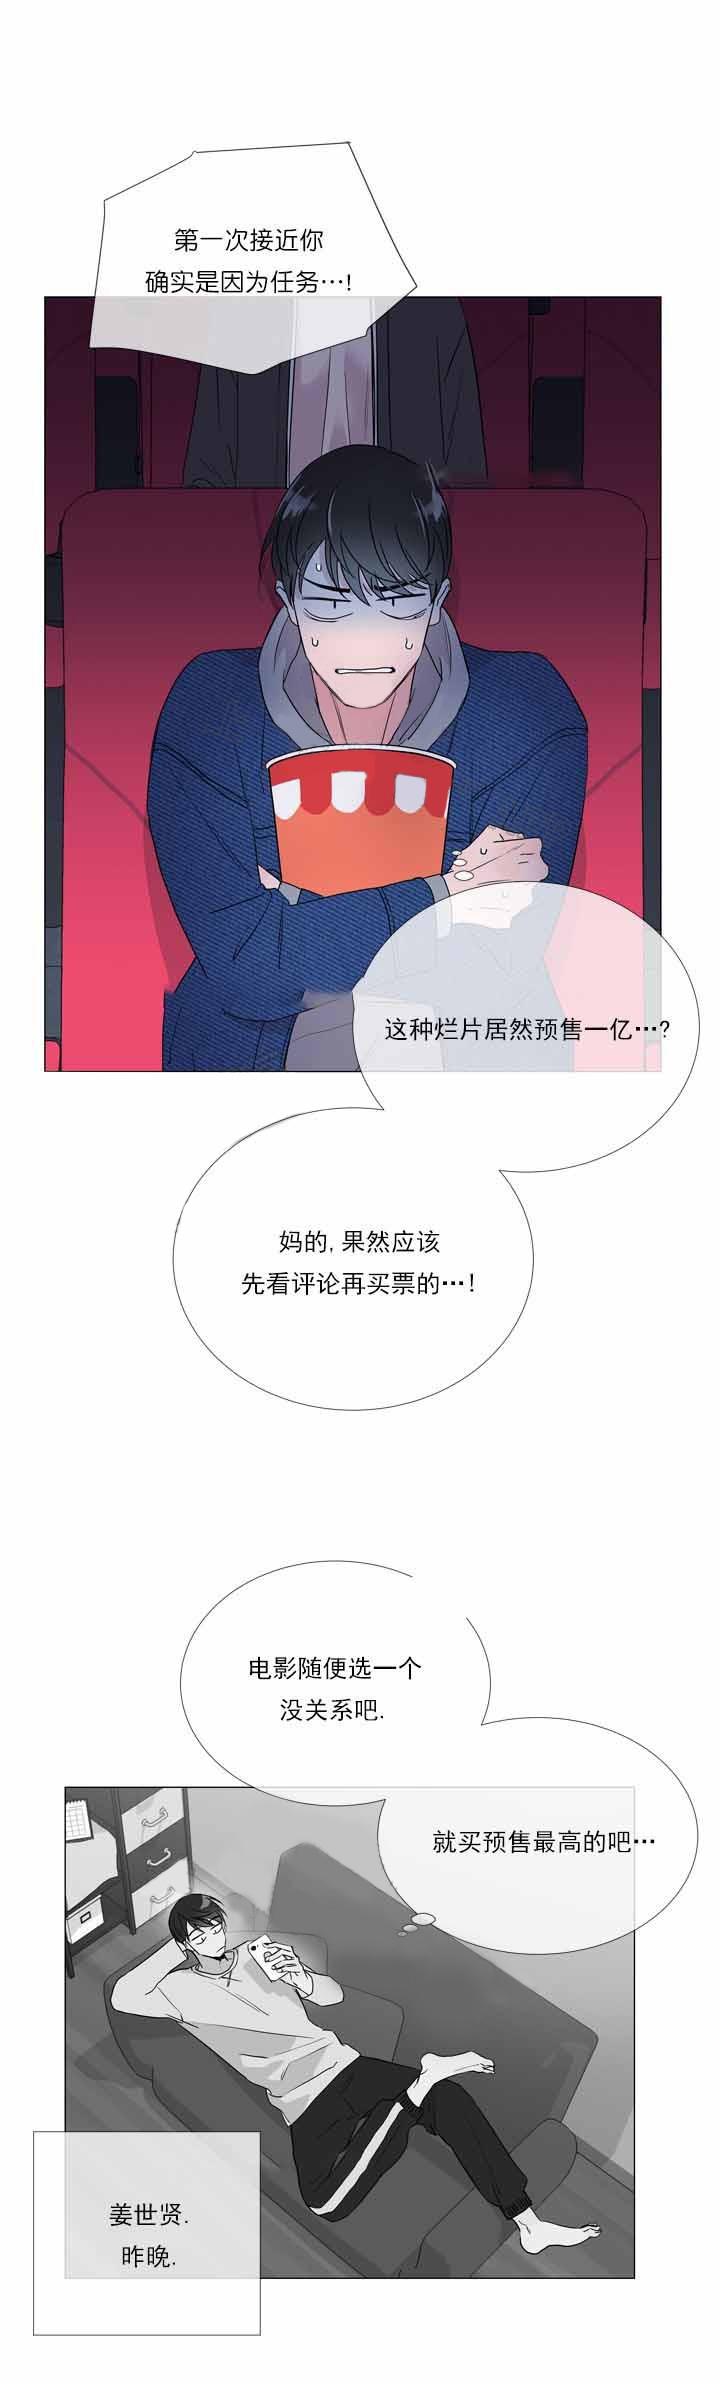 第一次接近你
确实是因为任务…!
这种烂片居然预售一亿…?
妈的,果然应该
先看评论再买票的…!
电影随便选一个
没关系吧.
就买预售最高的吧…
姜世贤.
昨晚.